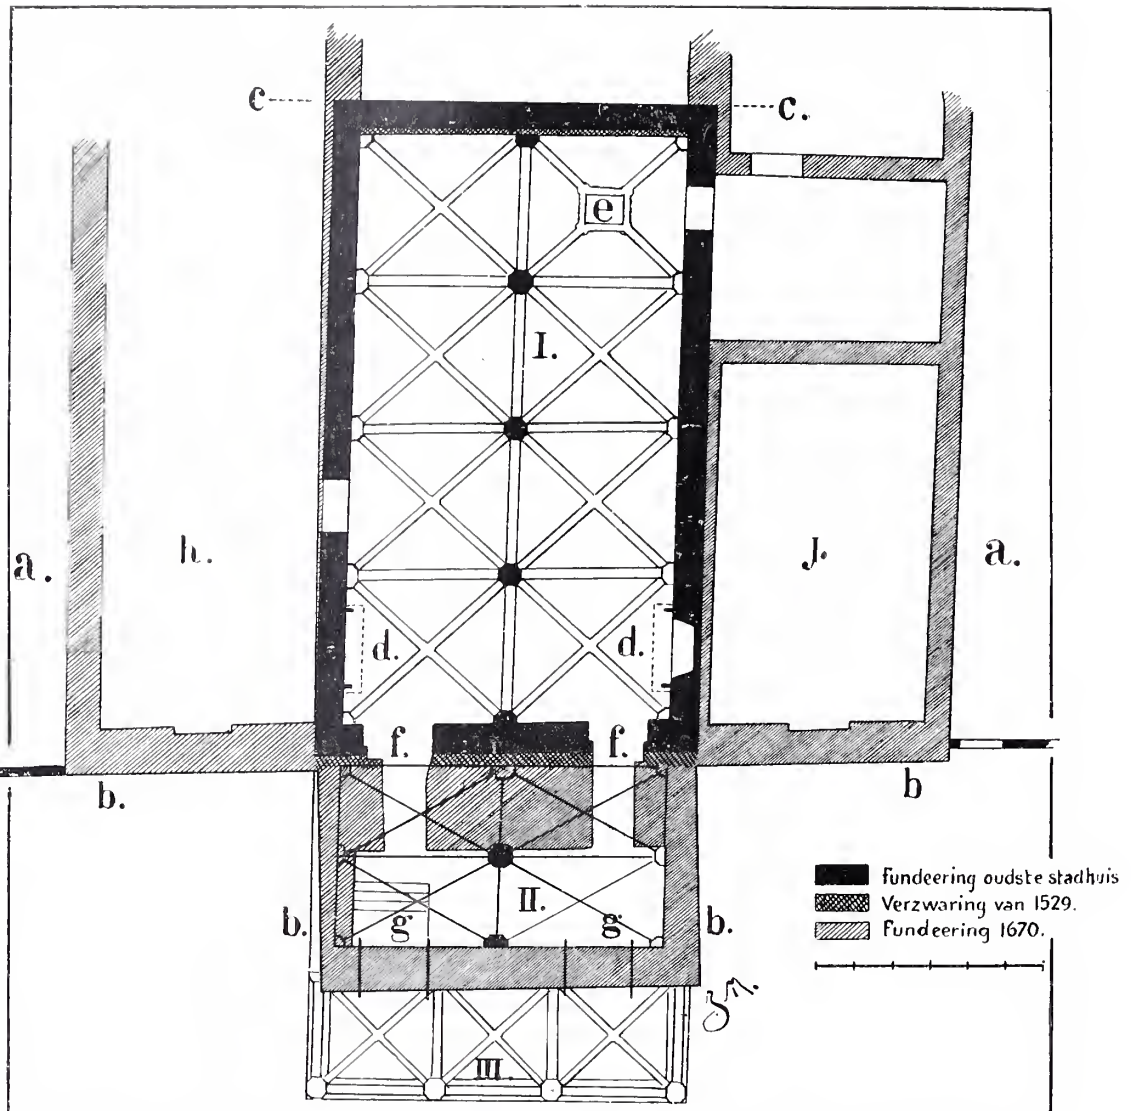 c c.
e
I.
a. h. J. a.
d. d.
f. f.
b. b
II.
b. g g b.
III.
Fundeering oudste stadhuis
Verzwaring van 1529.
Fundeering 1670.